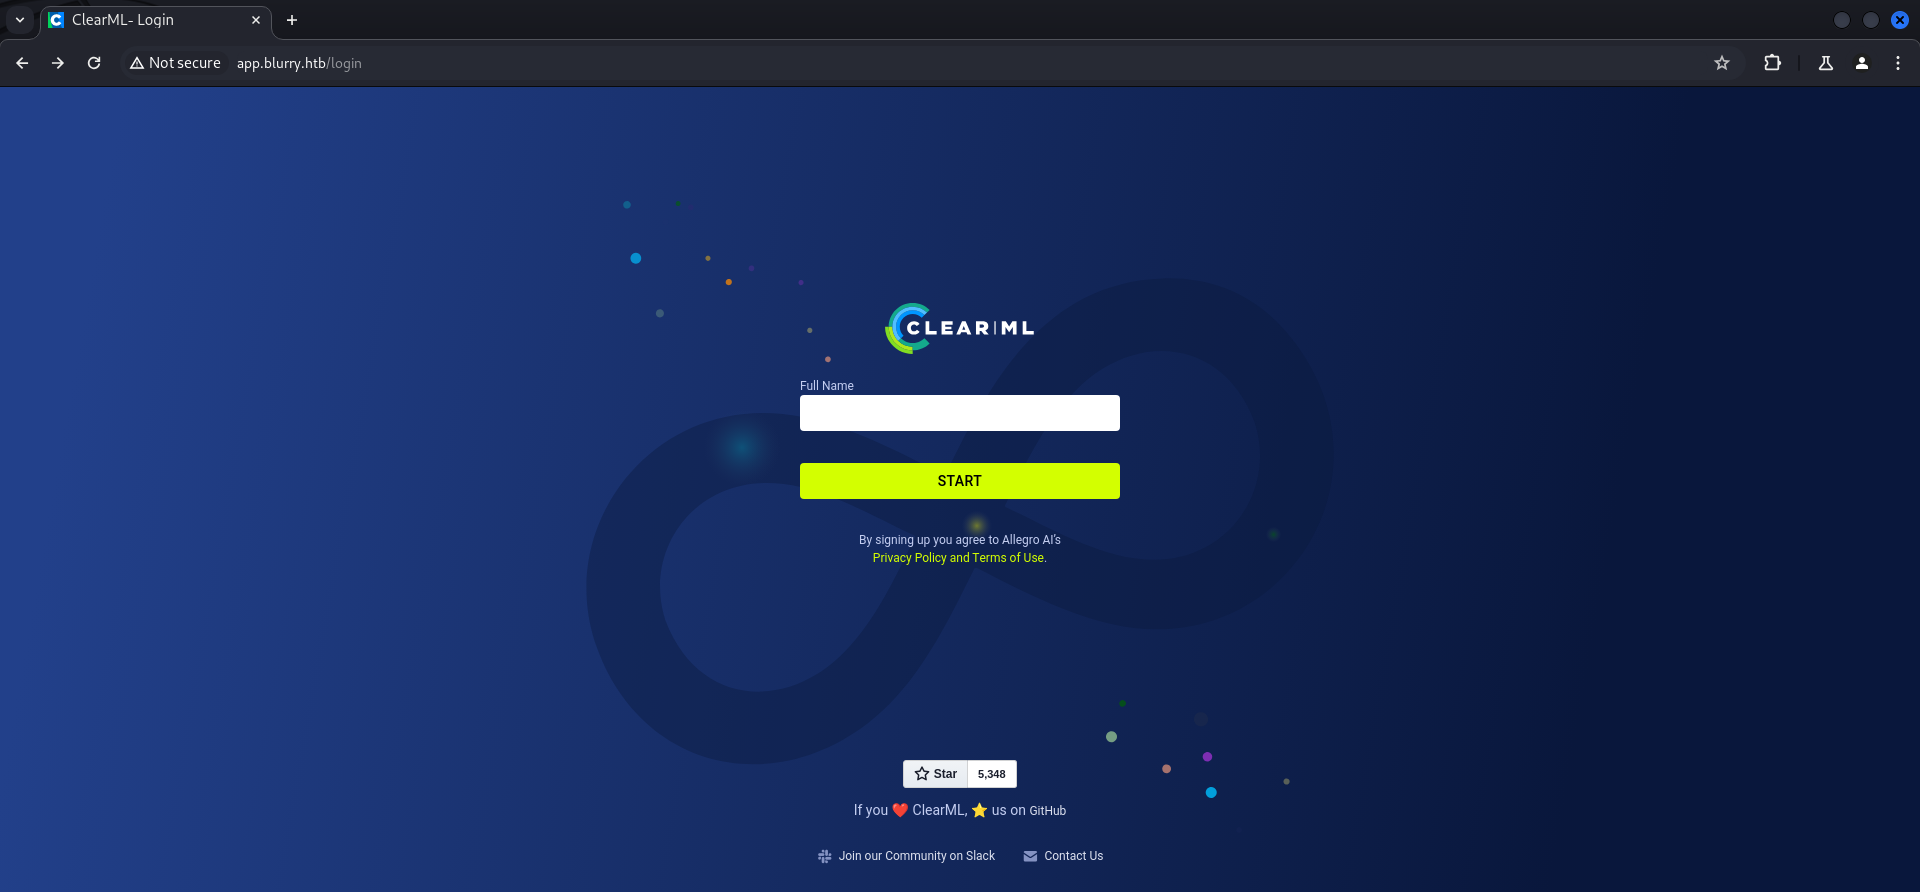 ClearML- Login
Not secure app.blurry.htb/login
CLEAR|ML
Full Name
START
By signing up you agree to Allegro AI's
Privacy Policy and Terms of Use.
Star 5,348
If you ❤️ ClearML, ⭐ us on GitHub
Join our Community on Slack Contact Us